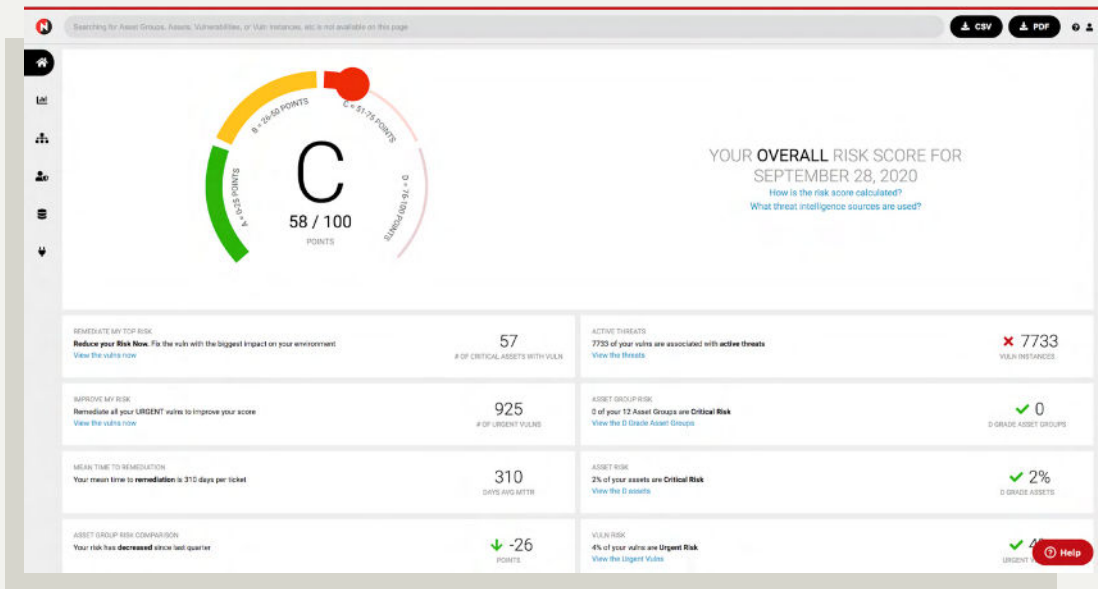 N
Searching for Asset Groups, Assets, Vulnerabilities, or Vuln Instances, etc is not available on this page
CSV
PDF
B = 26-50 POINTS
C = 51-75 POINTS
A = 0-25 POINTS
D = 76-100 POINTS
C
58 / 100
POINTS
YOUR OVERALL RISK SCORE FOR
SEPTEMBER 28, 2020
How is the risk score calculated?
What threat intelligence sources are used?
REMEDIATE MY TOP RISK
Reduce your Risk Now. Fix the vuln with the biggest impact on your environment
View the vulns now
57
# OF CRITICAL ASSETS WITH VULN
ACTIVE THREATS
7733 of your vulns are associated with active threats
View the threats
7733
VULN INSTANCES
IMPROVE MY RISK
Remediate all your URGENT vulns to improve your score
View the vulns now
925
# OF URGENT VULNS
ASSET GROUP RISK
0 of your 12 Asset Groups are Critical Risk
View the D Grade Asset Groups
0
D GRADE ASSET GROUPS
MEAN TIME TO REMEDIATION
Your mean time to remediation is 310 days per ticket
310
DAYS AVG MTTR
ASSET RISK
2% of your assets are Critical Risk
View the D assets
2%
D GRADE ASSETS
ASSET GROUP RISK COMPARISON
Your risk has decreased since last quarter
-26
POINTS
VULN RISK
4% of your vulns are Urgent Risk
View the Urgent Vulns
URGENT
Help